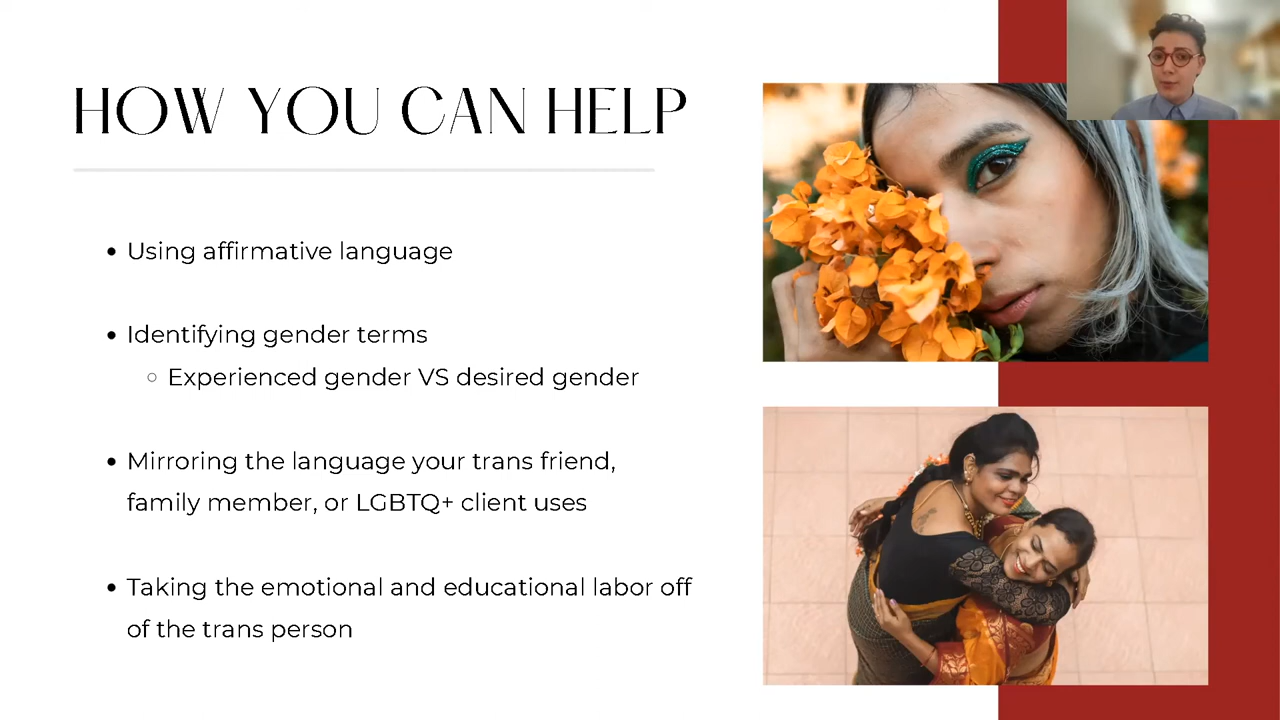 HOW YOU CAN HELP
• Using affirmative language
• Identifying gender terms
○ Experienced gender VS desired gender
• Mirroring the language your trans friend,
family member, or LGBTQ+ client uses
• Taking the emotional and educational labor off
of the trans person